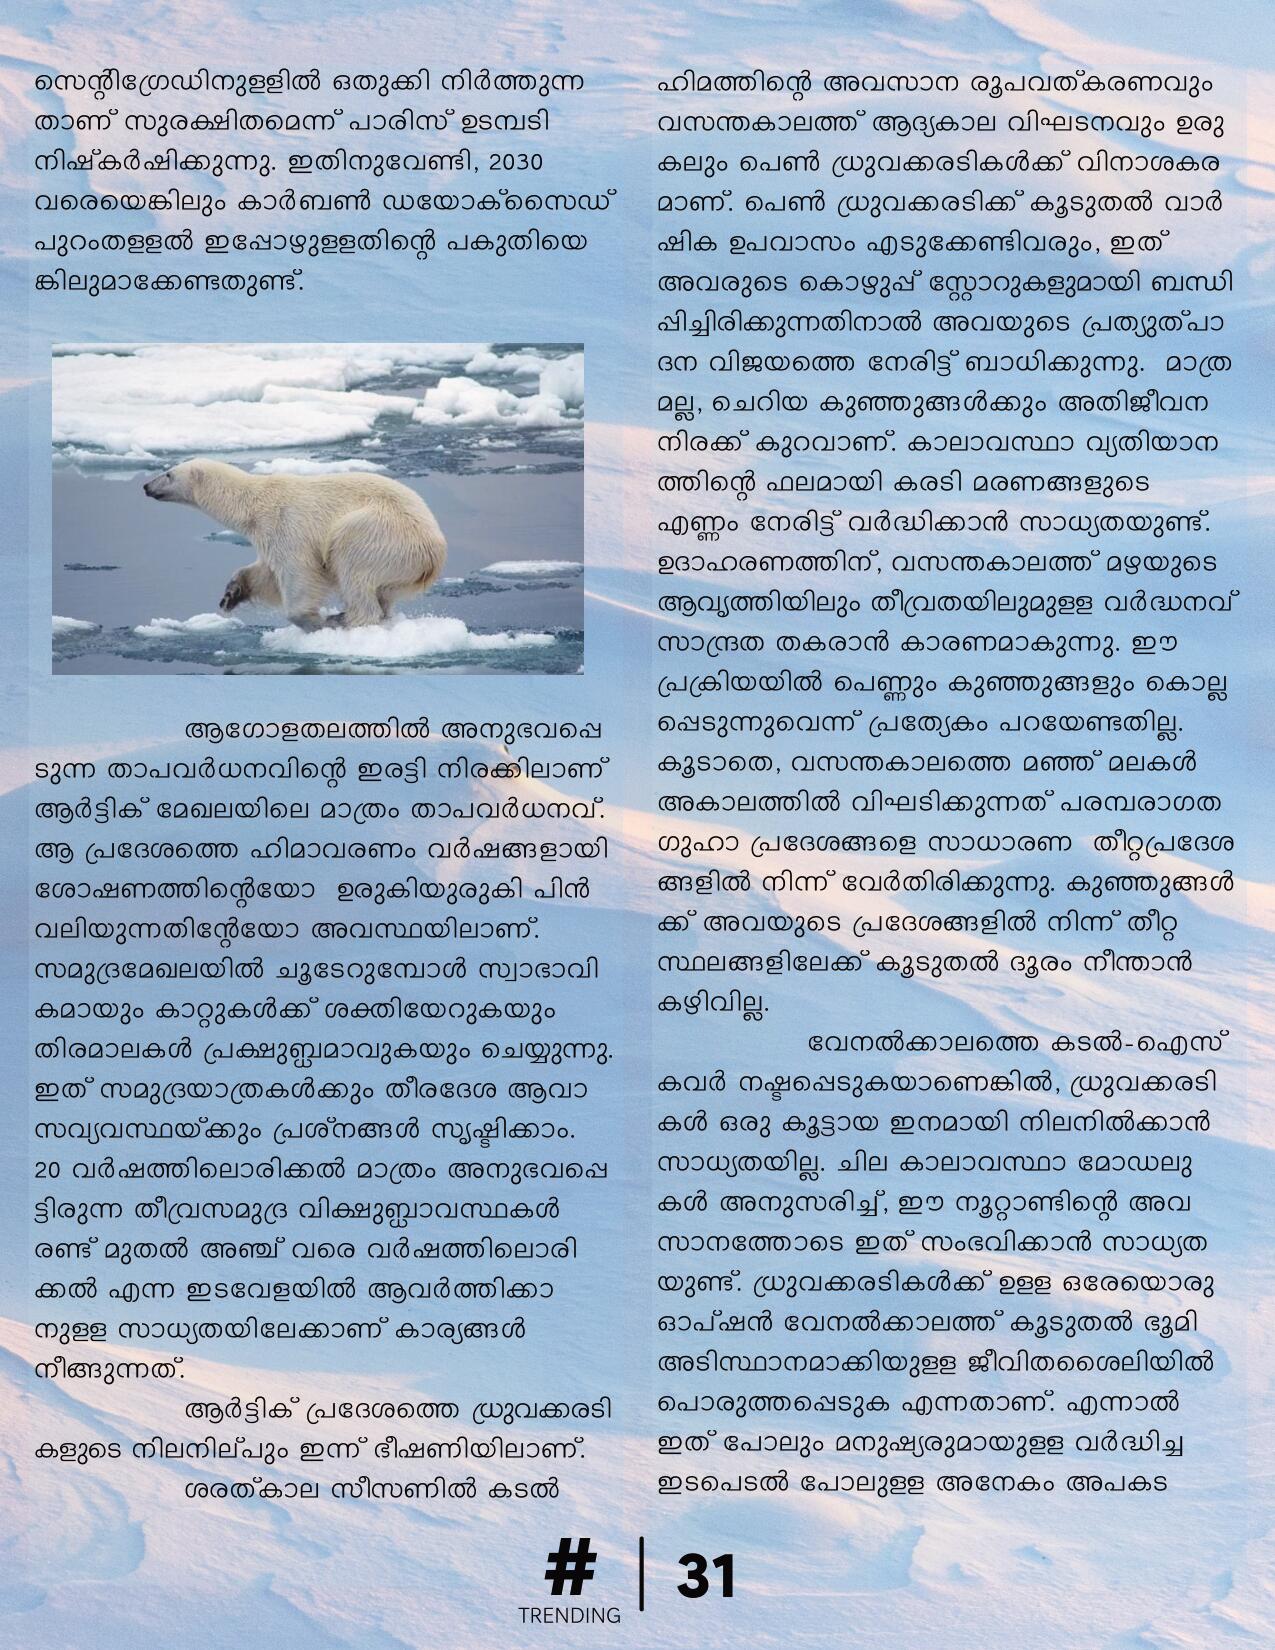 സെന്റിഗ്രേഡിനുള്ളിൽ ഒതുക്കി നിർത്തുന്ന
താണ് സുരക്ഷിതമെന്ന് പാരിസ് ഉടമ്പടി
നിഷ്കർഷിക്കുന്നു. ഇതിനുവേണ്ടി, 2030
വരെയെങ്കിലും കാർബൺ ഡയോക്സൈഡ്
പുറംതള്ളൽ ഇപ്പോഴുള്ളതിന്റെ പകുതിയെ
ങ്കിലുമാക്കേണ്ടതുണ്ട്.
ആഗോളതലത്തിൽ അനുഭവപ്പെ
ടുന്ന താപവർധനവിന്റെ ഇരട്ടി നിരക്കിലാണ്
ആർട്ടിക് മേഖലയിലെ മാത്രം താപവർധനവ്.
ആ പ്രദേശത്തെ ഹിമാവരണം വർഷങ്ങളായി
ശോഷണത്തിന്റെയോ ഉരുകിയുരുകി പിൻ
വലിയുന്നതിന്റേയോ അവസ്ഥയിലാണ്.
സമുദ്രമേഖലയിൽ ചൂടേറുമ്പോൾ സ്വാഭാവി
കമായും കാറ്റുകൾക്ക് ശക്തിയേറുകയും
തിരമാലകൾ പ്രക്ഷുബ്ധമാവുകയും ചെയ്യുന്നു.
ഇത് സമുദ്രയാത്രകൾക്കും തീരദേശ ആവാ
സവ്യവസ്ഥയ്ക്കും പ്രശ്നങ്ങൾ സൃഷ്ടിക്കാം.
20 വർഷത്തിലൊരിക്കൽ മാത്രം അനുഭവപ്പെ
ട്ടിരുന്ന തീവ്രസമുദ്ര വിക്ഷുബ്ധാവസ്ഥകൾ
രണ്ട് മുതൽ അഞ്ച് വരെ വർഷത്തിലൊരി
ക്കൽ എന്ന ഇടവേളയിൽ ആവർത്തിക്കാ
നുള്ള സാധ്യതയിലേക്കാണ് കാര്യങ്ങൾ
നീങ്ങുന്നത്.
ആർട്ടിക് പ്രദേശത്തെ ധ്രുവക്കരടി
കളുടെ നിലനില്പും ഇന്ന് ഭീഷണിയിലാണ്.
ശരത്കാല സീസണിൽ കടൽ
ഹിമത്തിന്റെ അവസാന രൂപവത്കരണവും
വസന്തകാലത്ത് ആദ്യകാല വിഘടനവും ഉരു
കലും പെൺ ധ്രുവക്കരടികൾക്ക് വിനാശകര
മാണ്. പെൺ ധ്രുവക്കരടിക്ക് കൂടുതൽ വാർ
ഷിക ഉപവാസം എടുക്കേണ്ടിവരും, ഇത്
അവരുടെ കൊഴുപ്പ് സ്റ്റോറുകളുമായി ബന്ധി
പ്പിച്ചിരിക്കുന്നതിനാൽ അവയുടെ പ്രത്യുത്പാ
ദന വിജയത്തെ നേരിട്ട് ബാധിക്കുന്നു. മാത്ര
മല്ല, ചെറിയ കുഞ്ഞുങ്ങൾക്കും അതിജീവന
നിരക്ക് കുറവാണ്. കാലാവസ്ഥാ വ്യതിയാന
ത്തിന്റെ ഫലമായി കരടി മരണങ്ങളുടെ
എണ്ണം നേരിട്ട് വർദ്ധിക്കാൻ സാധ്യതയുണ്ട്.
ഉദാഹരണത്തിന്, വസന്തകാലത്ത് മഴയുടെ
ആവൃത്തിയിലും തീവ്രതയിലുമുള്ള വർദ്ധനവ്
സാന്ദ്രത തകരാൻ കാരണമാകുന്നു. ഈ
പ്രക്രിയയിൽ പെണ്ണും കുഞ്ഞുങ്ങളും കൊല്ല
പ്പെടുന്നുവെന്ന് പ്രത്യേകം പറയേണ്ടതില്ല.
കൂടാതെ, വസന്തകാലത്തെ മഞ്ഞ് മലകൾ
അകാലത്തിൽ വിഘടിക്കുന്നത് പരമ്പരാഗത
ഗുഹാ പ്രദേശങ്ങളെ സാധാരണ തീറ്റപ്രദേശ
ങ്ങളിൽ നിന്ന് വേർതിരിക്കുന്നു. കുഞ്ഞുങ്ങൾ
ക്ക് അവയുടെ പ്രദേശങ്ങളിൽ നിന്ന് തീറ്റ
സ്ഥലങ്ങളിലേക്ക് കൂടുതൽ ദൂരം നീന്താൻ
കഴിവില്ല.
വേനൽക്കാലത്തെ കടൽ-ഐസ്
കവർ നഷ്ടപ്പെടുകയാണെങ്കിൽ, ധ്രുവക്കരടി
കൾ ഒരു കൂട്ടായ ഇനമായി നിലനിൽക്കാൻ
സാധ്യതയില്ല. ചില കാലാവസ്ഥാ മോഡലു
കൾ അനുസരിച്ച്, ഈ നൂറ്റാണ്ടിന്റെ അവ
സാനത്തോടെ ഇത് സംഭവിക്കാൻ സാധ്യത
യുണ്ട്. ധ്രുവക്കരടികൾക്ക് ഉള്ള ഒരേയൊരു
ഓപ്ഷൻ വേനൽക്കാലത്ത് കൂടുതൽ ഭൂമി
അടിസ്ഥാനമാക്കിയുള്ള ജീവിതശൈലിയിൽ
പൊരുത്തപ്പെടുക എന്നതാണ്. എന്നാൽ
ഇത് പോലും മനുഷ്യരുമായുള്ള വർദ്ധിച്ച
ഇടപെടൽ പോലുള്ള അനേകം അപകട
#
TRENDING
31